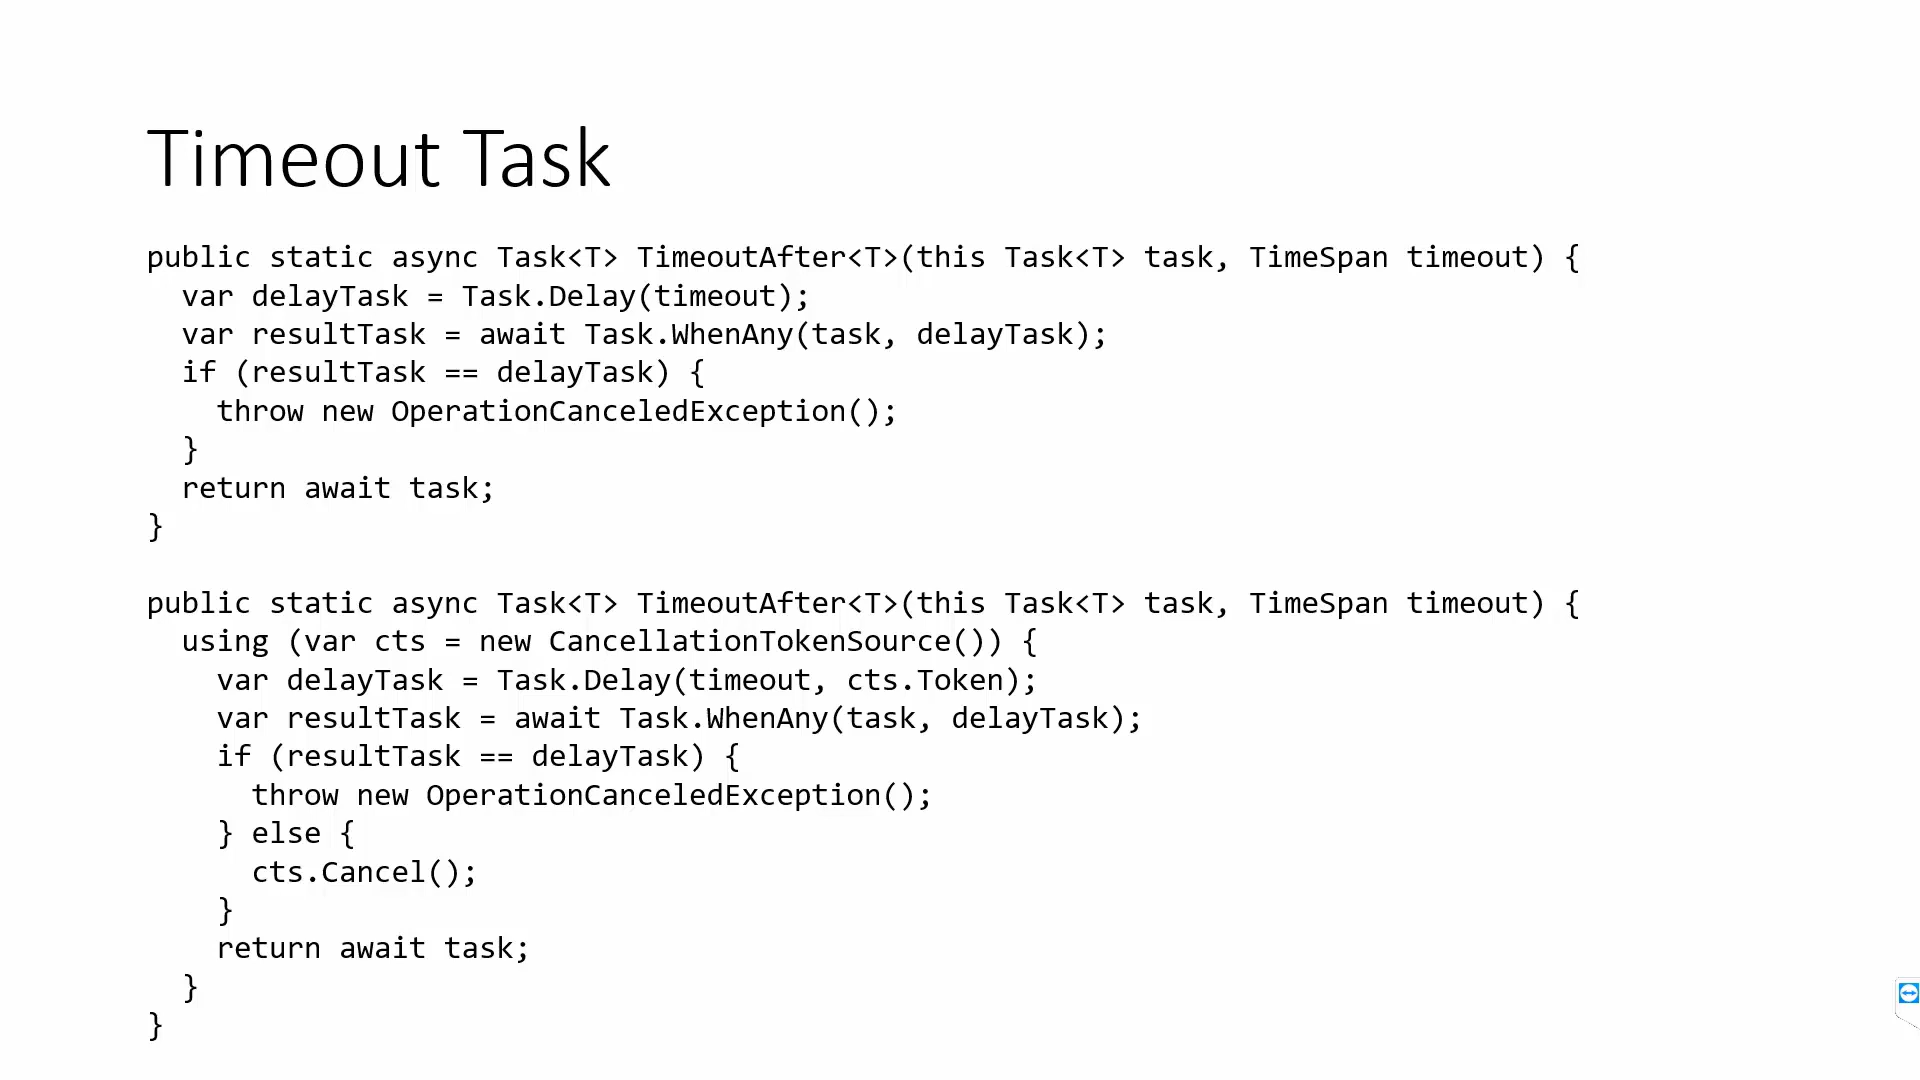 Timeout Task
public static async Task<T> TimeoutAfter<T>(this Task<T> task, TimeSpan timeout) {
  var delayTask = Task.Delay(timeout);
  var resultTask = await Task.WhenAny(task, delayTask);
  if (resultTask == delayTask) {
    throw new OperationCanceledException();
  }
  return await task;
}
public static async Task<T> TimeoutAfter<T>(this Task<T> task, TimeSpan timeout) {
  using (var cts = new CancellationTokenSource()) {
    var delayTask = Task.Delay(timeout, cts.Token);
    var resultTask = await Task.WhenAny(task, delayTask);
    if (resultTask == delayTask) {
      throw new OperationCanceledException();
    } else {
      cts.Cancel();
    }
    return await task;
  }
}